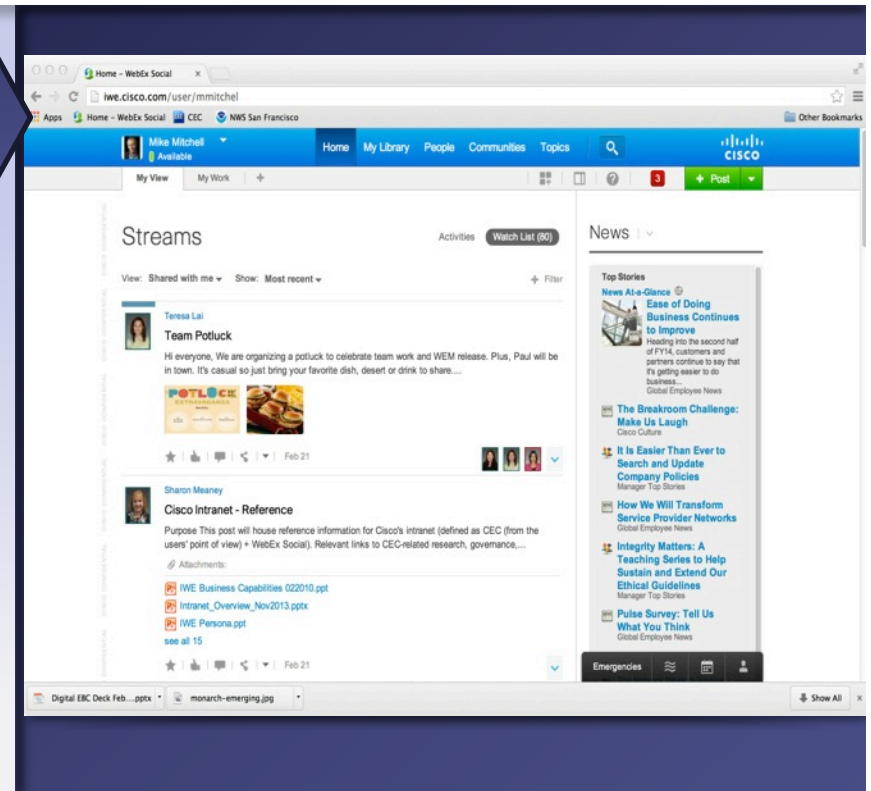 Home - WebEx Social
iwe.cisco.com/user/mmitchel
Apps Home - WebEx Social CEC NWS San Francisco Other Bookmarks
Mike Mitchell
Available
Home My Library People Communities Topics
CISCO
My View My Work + 3 + Post
Streams
Activities Watch List (80)
View: Shared with me Show: Most recent + Filter
Teresa Lai
Team Potluck
Hi everyone, We are organizing a potluck to celebrate team work and WEM release. Plus, Paul will be
in town. It's casual so just bring your favorite dish, desert or drink to share....
POTLUCK
EXTRAVAGANZA
Feb 21
Sharon Meaney
Cisco Intranet - Reference
Purpose This post will house reference information for Cisco's intranet (defined as CEC (from the
users' point of view) + WebEx Social). Relevant links to CEC-related research, governance,...
Attachments:
IWE Business Capabilities 022010.ppt
Intranet_Overview_Nov2013.pptx
IWE Persona.ppt
see all 15
Feb 21
News
Top Stories
News At-a-Glance
Ease of Doing
Business Continues
to Improve
Heading into the second half
of FY14, customers and
partners continue to say that
it's getting easier to do
business...
Global Employee News
The Breakroom Challenge:
Make Us Laugh
Cisco Culture
It Is Easier Than Ever to
Search and Update
Company Policies
Manager Top Stories
How We Will Transform
Service Provider Networks
Global Employee News
Integrity Matters: A
Teaching Series to Help
Sustain and Extend Our
Ethical Guidelines
Manager Top Stories
Pulse Survey: Tell Us
What You Think
Global Employee News
Emergencies
CISCO CONFIDENTIAL CISCO CONFIDENTIAL CISCO CONFIDENTIAL CISCO CONFIDENTIAL
Digital EBC Deck Feb....pptx monarch-emerging.jpg Show All